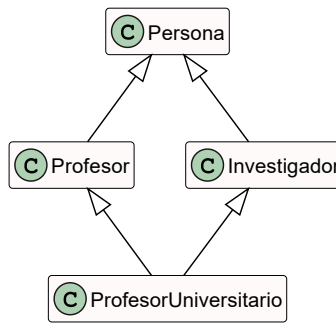 C Persona
C Profesor
C Investigador
C ProfesorUniversitario